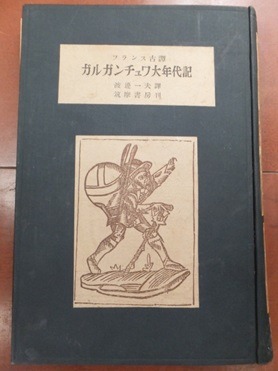 フランス古譚
ガルガンチュワ大年代記
渡邊一夫譯
筑摩書房刊